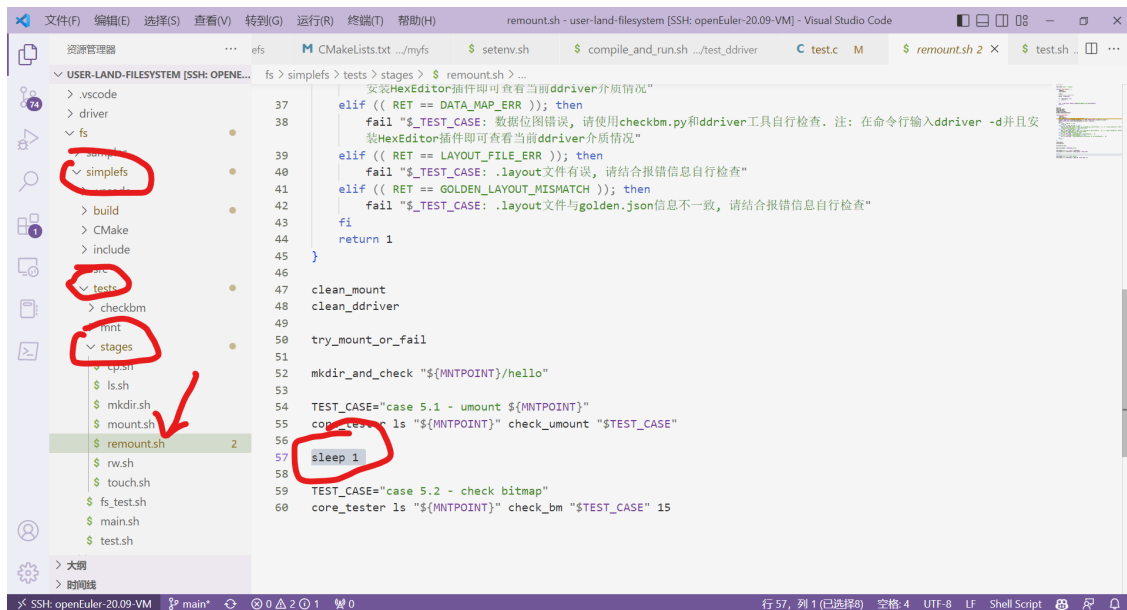 文件(F) 编辑(E) 选择(S) 查看(V) 转到(G) 运行(R) 终端(T) 帮助(H) remount.sh - user-land-filesystem [SSH: openEuler-20.09-VM] - Visual Studio Code
资源管理器 ...
efs M CMakeLists.txt .../myfs $ setenv.sh $ compile_and_run.sh .../test_ddriver C test.c M $ remount.sh 2 × $ test.sh ...
USER-LAND-FILESYSTEM [SSH: OPENE...
> .vscode
> driver
fs
samples
simplefs
.vscode
> build
> CMake
> include
src
tests
> checkbm
mnt
stages
$ cp.sh
$ ls.sh
$ mkdir.sh
$ mount.sh
$ remount.sh 2
$ rw.sh
$ touch.sh
$ fs_test.sh
$ main.sh
$ test.sh
> 大纲
> 时间线
74
1
fs > simplefs > tests > stages > $ remount.sh > ...
安装HexEditor插件即可查看当前ddriver介质情况"
37 elif (( RET == DATA_MAP_ERR )); then
38 fail "$_TEST_CASE: 数据位图错误, 请使用checkbm.py和ddriver工具自行检查. 注: 在命令行输入ddriver -d并且安
装HexEditor插件即可查看当前ddriver介质情况"
39 elif (( RET == LAYOUT_FILE_ERR )); then
40 fail "$_TEST_CASE: .layout文件有误, 请结合报错信息自行检查"
41 elif (( RET == GOLDEN_LAYOUT_MISMATCH )); then
42 fail "$_TEST_CASE: .layout文件与golden.json信息不一致, 请结合报错信息自行检查"
43 fi
44 return 1
45 }
46
47 clean_mount
48 clean_ddriver
49
50 try_mount_or_fail
51
52 mkdir_and_check "${MNTPOINT}/hello"
53
54 TEST_CASE="case 5.1 - umount ${MNTPOINT}"
55 core_tester ls "${MNTPOINT}" check_umount "$TEST_CASE"
56
57 sleep 1
58
59 TEST_CASE="case 5.2 - check bitmap"
60 core_tester ls "${MNTPOINT}" check_bm "$TEST_CASE" 15
SSH: openEuler-20.09-VM main* 0 2 1 0 行 57, 列 1 (已选择8) 空格: 4 UTF-8 LF Shell Script